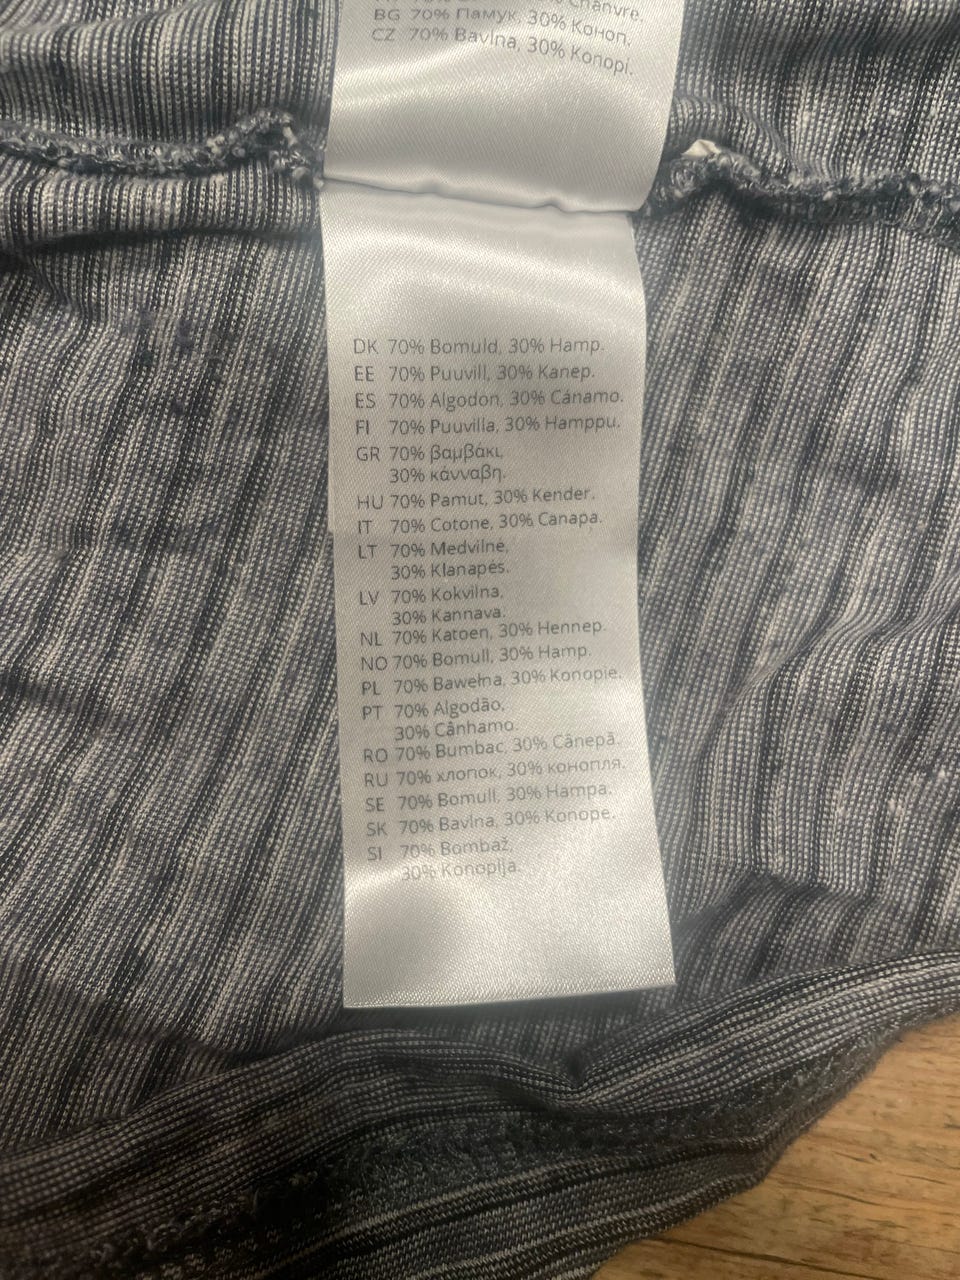 Chanvre.
BG 70% Памук, 30% Коноп.
CZ 70% Bavlna, 30% Konopí.
DK 70% Bomuld, 30% Hamp.
EE 70% Puuvill, 30% Kanep.
ES 70% Algodon, 30% Cánamo.
FI 70% Puuvilla, 30% Hamppu.
GR 70% βαμβάκι,
30% κάνναβη.
HU 70% Pamut, 30% Kender.
IT 70% Cotone, 30% Canapa.
LT 70% Medvilne,
30% Klanapés.
LV 70% Kokvilna,
30% Kannava.
NL 70% Katoen, 30% Hennep.
NO 70% Bomull, 30% Hamp.
PL 70% Bawełna, 30% Konopie.
PT 70% Algodão,
30% Cânhamo.
RO 70% Bumbac, 30% Cânepă.
RU 70% хлопок, 30% конопля.
SE 70% Bomull, 30% Hampa.
SK 70% Bavlna, 30% Konope.
SI 70% Bombaž,
30% Konoplja.